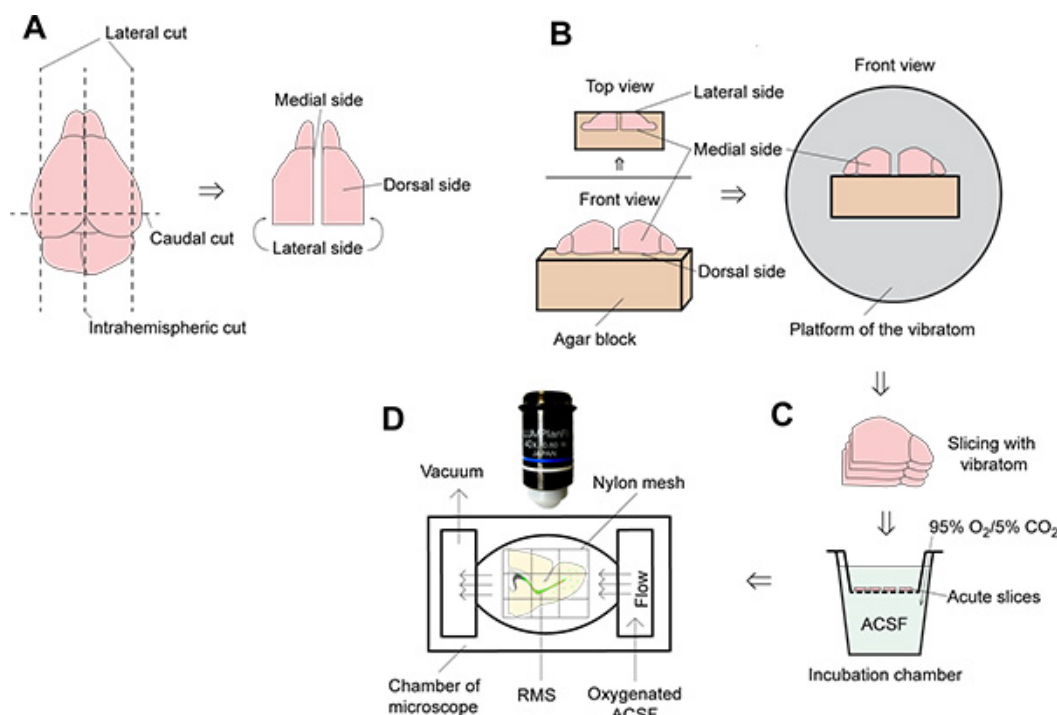 A
Lateral cut
Medial side
Dorsal side
Caudal cut
Lateral side
Intrahemispheric cut
B
Top view
Lateral side
Medial side
Front view
Dorsal side
Agar block
Front view
Platform of the vibratom
C
Slicing with
vibratom
95% O₂/5% CO₂
Acute slices
ACSF
Incubation chamber
D
JAPAN
Vacuum
Nylon mesh
Flow
Chamber of
microscope
RMS
Oxygenated
ACSF